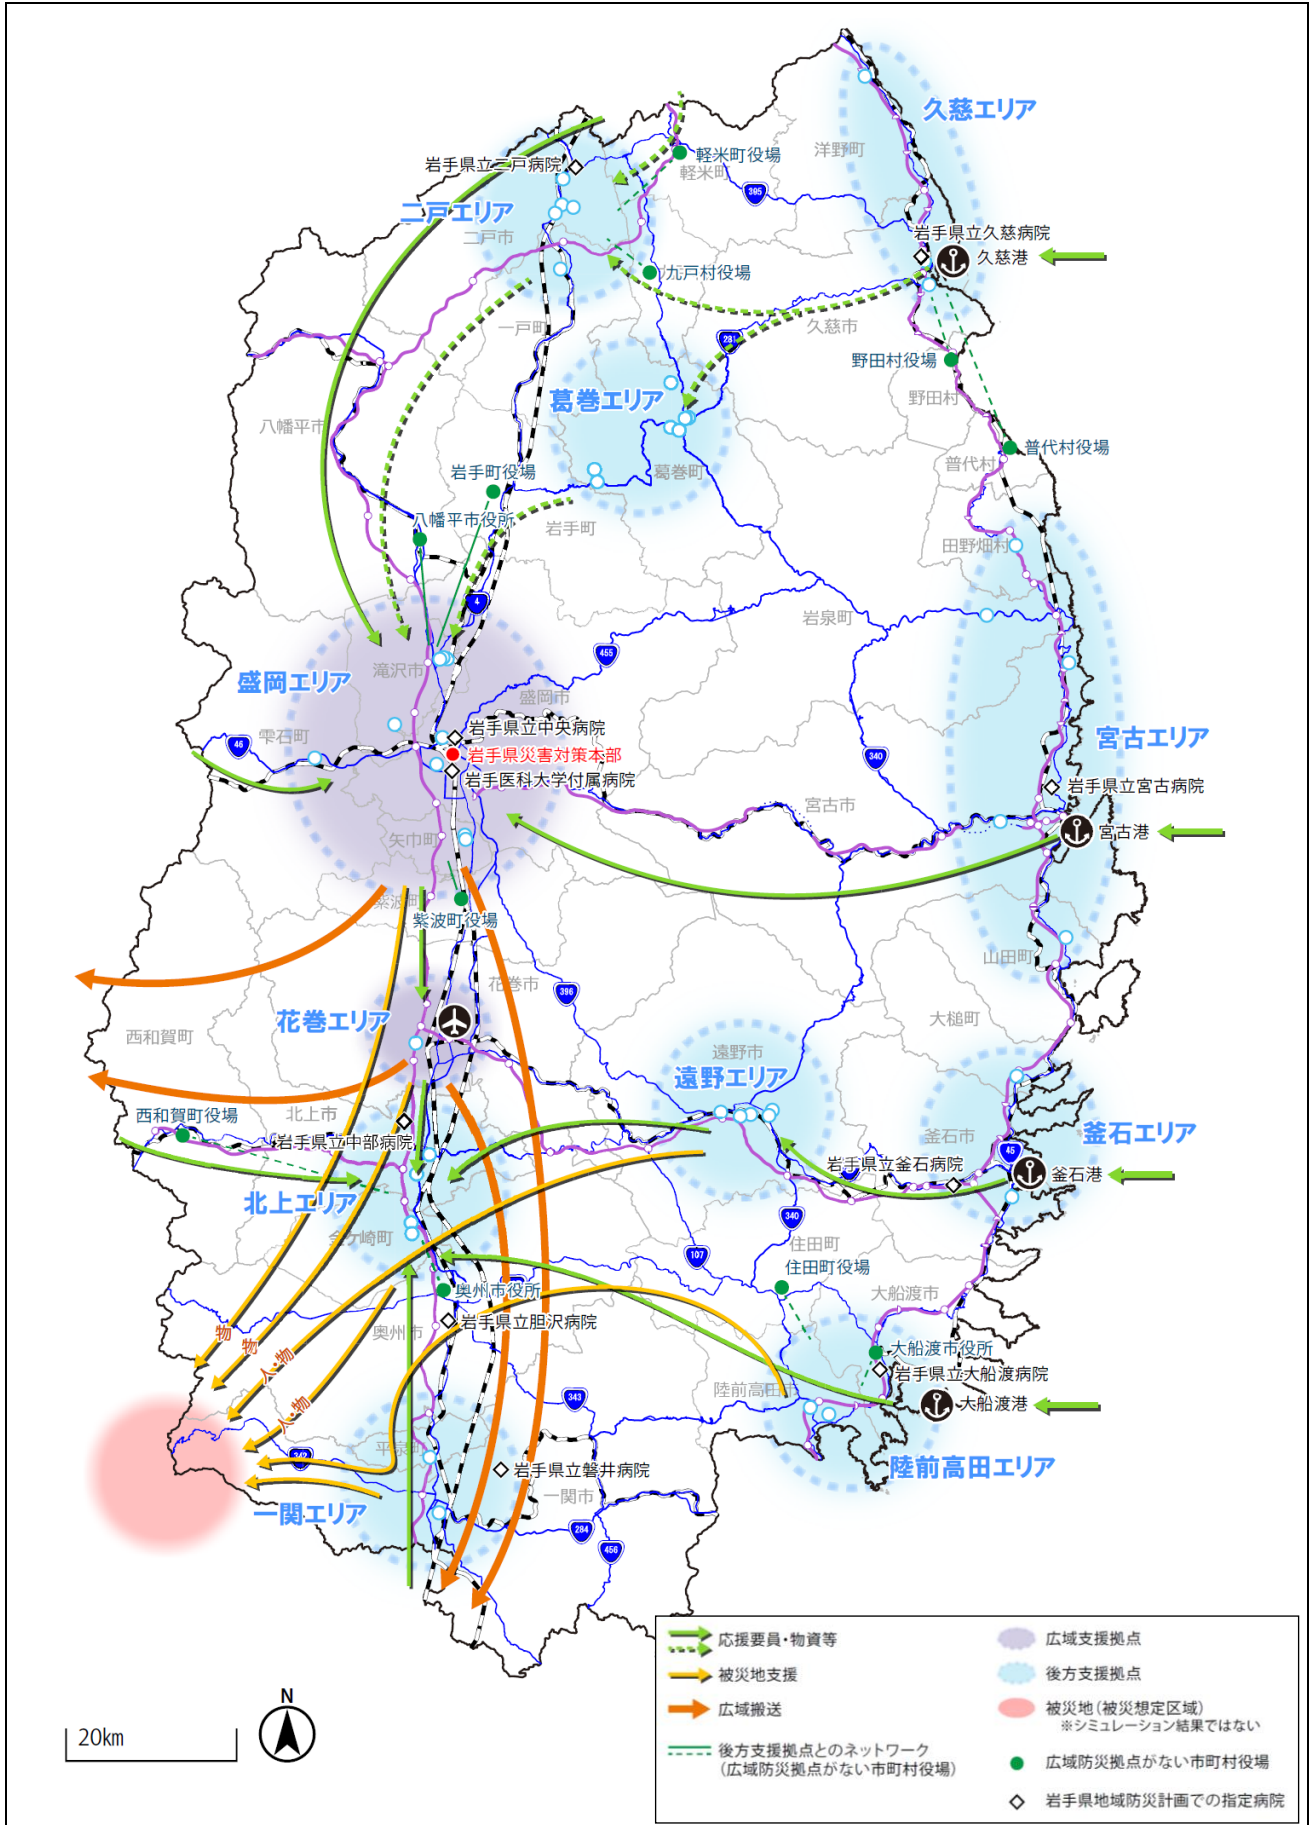 久慈エリア
洋野町
軽米町役場
軽米町
岩手県立二戸病院
395
二戸エリア
二戸市
岩手県立久慈病院
久慈港
九戸村役場
一戸町
久慈市
281
野田村役場
葛巻エリア
野田村
八幡平市
普代村役場
普代村
葛巻町
岩手町役場
八幡平市役所
岩手町
田野畑村
4
岩泉町
455
滝沢市
盛岡エリア
盛岡市
雫石町
46
岩手県立中央病院
岩手県災害対策本部
岩手医科大学付属病院
340
宮古エリア
岩手県立宮古病院
宮古市
宮古港
矢巾町
紫波町
紫波町役場
山田町
花巻市
396
花巻エリア
大槌町
西和賀町
遠野市
遠野エリア
西和賀町役場
北上市
岩手県立中部病院
釜石市
釜石エリア
45
岩手県立釜石病院
釜石港
北上エリア
340
金ケ崎町
住田町
107
住田町役場
奥州市役所
大船渡市
物
物
奥州市
岩手県立胆沢病院
人・物
大船渡市役所
岩手県立大船渡病院
陸前高田市
343
大船渡港
人・物
平泉町
342
岩手県立磐井病院
陸前高田エリア
一関市
一関エリア
284
456
応援要員・物資等
被災地支援
広域搬送
後方支援拠点とのネットワーク
(広域防災拠点がない市町村役場)
広域支援拠点
後方支援拠点
被災地(被災想定区域)
※シミュレーション結果ではない
広域防災拠点がない市町村役場
岩手県地域防災計画での指定病院
N
20km